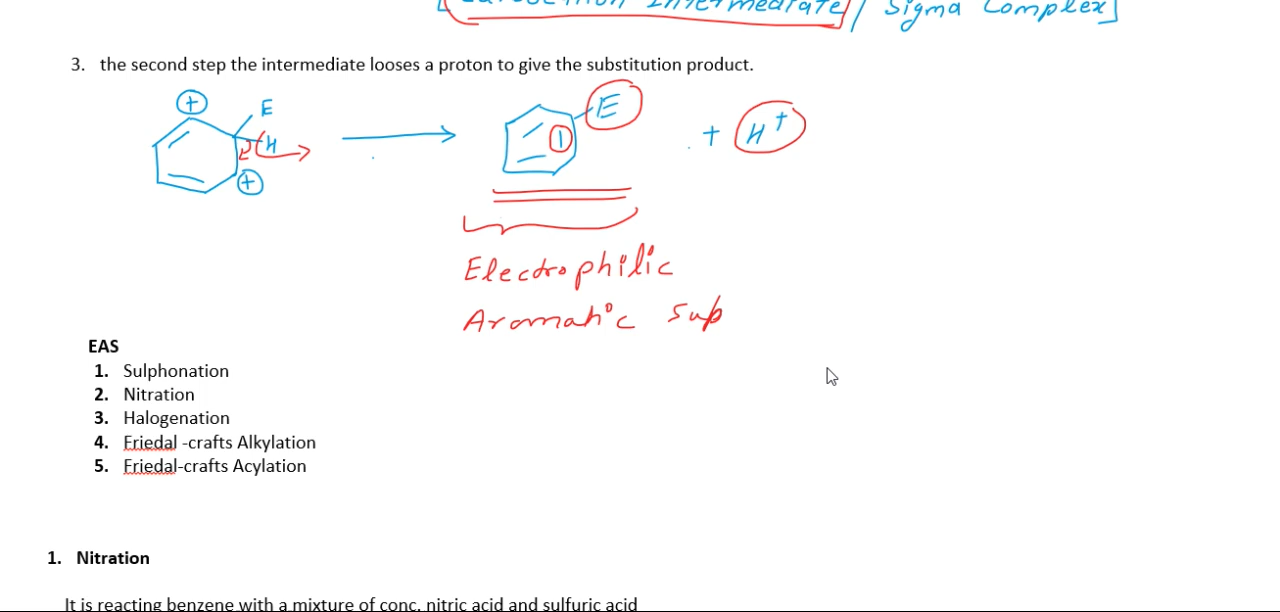 Intermediate / Sigma Complex]
3. the second step the intermediate looses a proton to give the substitution product.
+ E
H
+
E
1
+ H+
Electrophilic
Aromatic Sub
EAS
1. Sulphonation
2. Nitration
3. Halogenation
4. Friedal -crafts Alkylation
5. Friedal-crafts Acylation
1. Nitration
It is reacting benzene with a mixture of conc. nitric acid and sulfuric acid